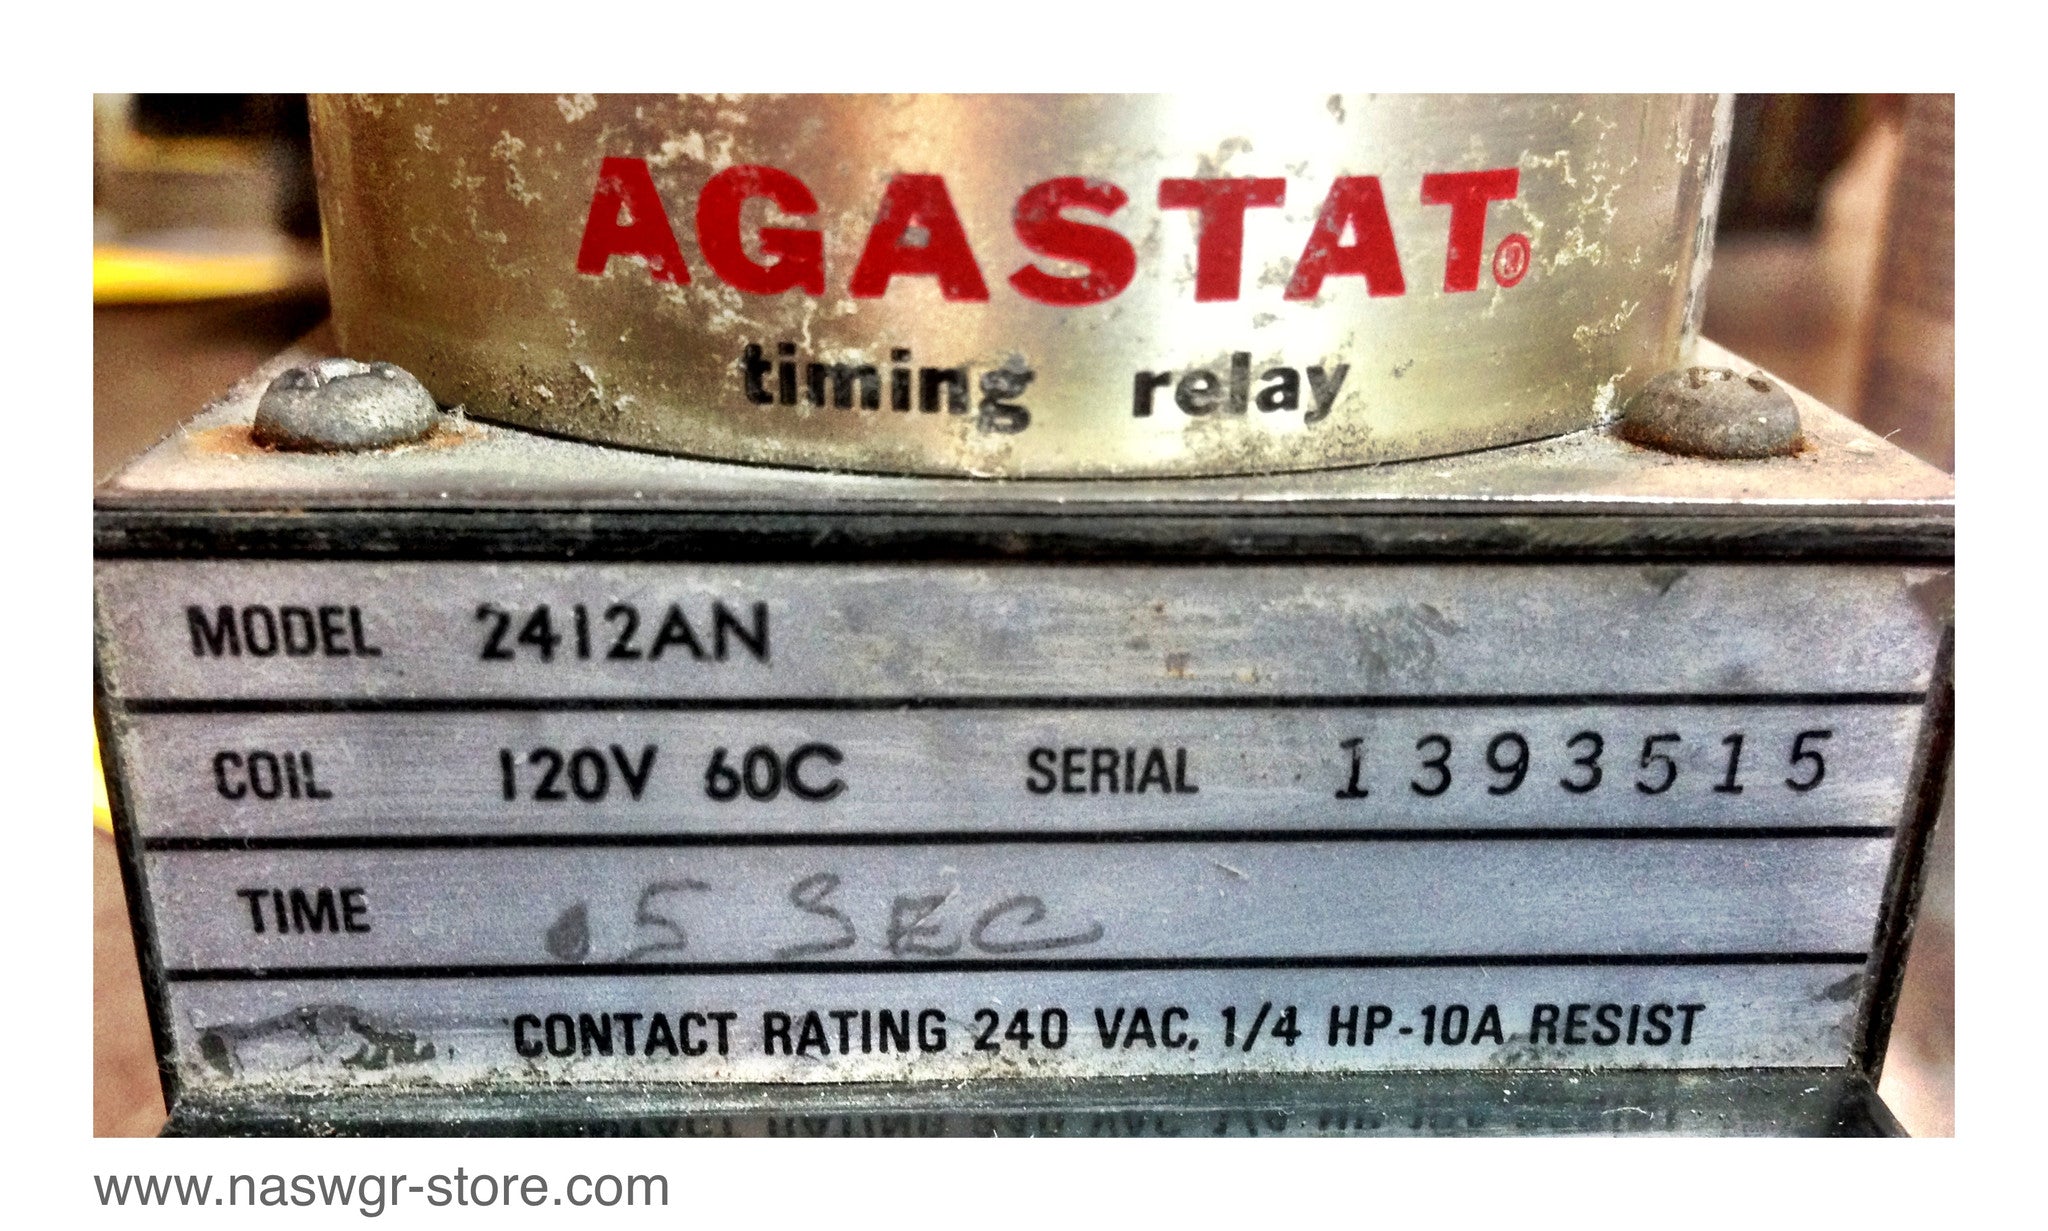 AGASTAT®
timing relay
MODEL 2412AN
COIL 120V 60C SERIAL 1393515
TIME .5 SEC
CONTACT RATING 240 VAC, 1/4 HP-10A RESIST
www.naswgr-store.com